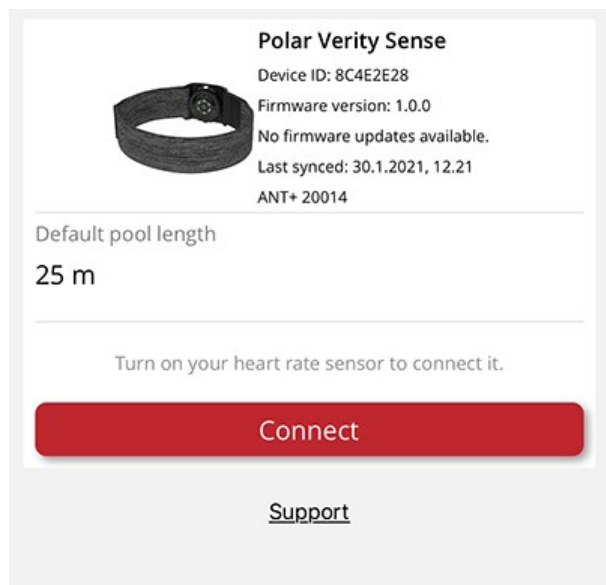 Polar Verity Sense
Device ID: 8C4E2E28
Firmware version: 1.0.0
No firmware updates available.
Last synced: 30.1.2021, 12.21
ANT+ 20014
Default pool length
25 m
Turn on your heart rate sensor to connect it.
Connect
Support